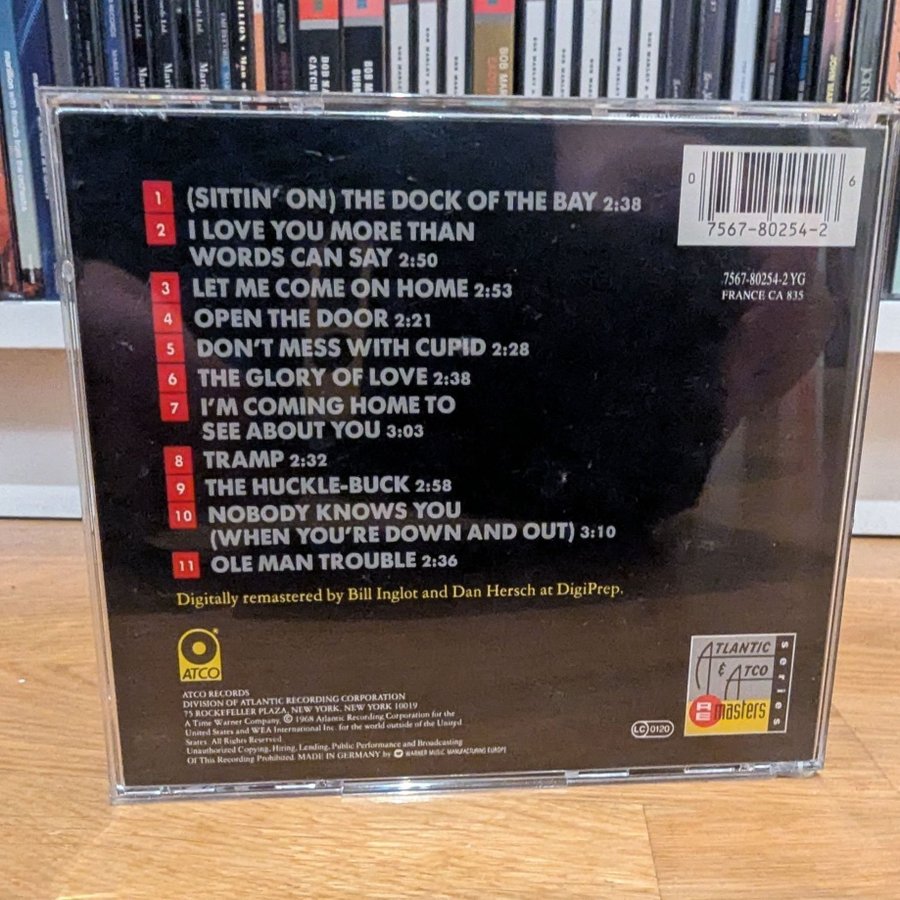 1 (SITTIN' ON) THE DOCK OF THE BAY 2:38
2 I LOVE YOU MORE THAN
WORDS CAN SAY 2:50
3 LET ME COME ON HOME 2:53
4 OPEN THE DOOR 2:21
5 DON'T MESS WITH CUPID 2:28
6 THE GLORY OF LOVE 2:38
7 I'M COMING HOME TO
SEE ABOUT YOU 3:03
8 TRAMP 2:32
9 THE HUCKLE-BUCK 2:58
10 NOBODY KNOWS YOU
(WHEN YOU'RE DOWN AND OUT) 3:10
11 OLE MAN TROUBLE 2:36
Digitally remastered by Bill Inglot and Dan Hersch at DigiPrep.
0 6
7567-80254-2
7567-80254-2 YG
FRANCE CA 835
ATCO
ATCO RECORDS
DIVISION OF ATLANTIC RECORDING CORPORATION
75 ROCKEFELLER PLAZA, NEW YORK, NEW YORK 10019
A Time Warner Company. © 1968 Atlantic Recording Corporation for the
United States and WEA International Inc. for the world outside of the United
States. All Rights Reserved.
Unauthorized Copying, Hiring, Lending, Public Performance and Broadcasting
Of This Recording Prohibited. MADE IN GERMANY by WARNER MUSIC MANUFACTURING EUROPE
LC 0120
ATLANTIC
& ATCO
RE masters
series